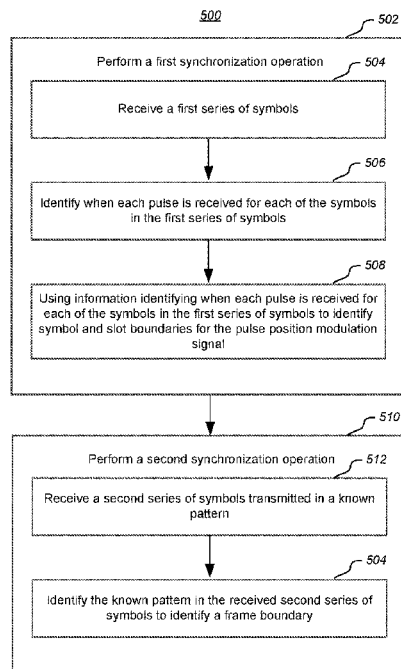 500
502
Perform a first synchronization operation
504
Receive a first series of symbols
506
Identify when each pulse is received for each of the symbols
in the first series of symbols
508
Using information identifying when each pulse is received for
each of the symbols in the first series of symbols to identify
symbol and slot boundaries for the pulse position modulation
signal
510
Perform a second synchronization operation
512
Receive a second series of symbols transmitted in a known
pattern
504
Identify the known pattern in the received second series of
symbols to identify a frame boundary